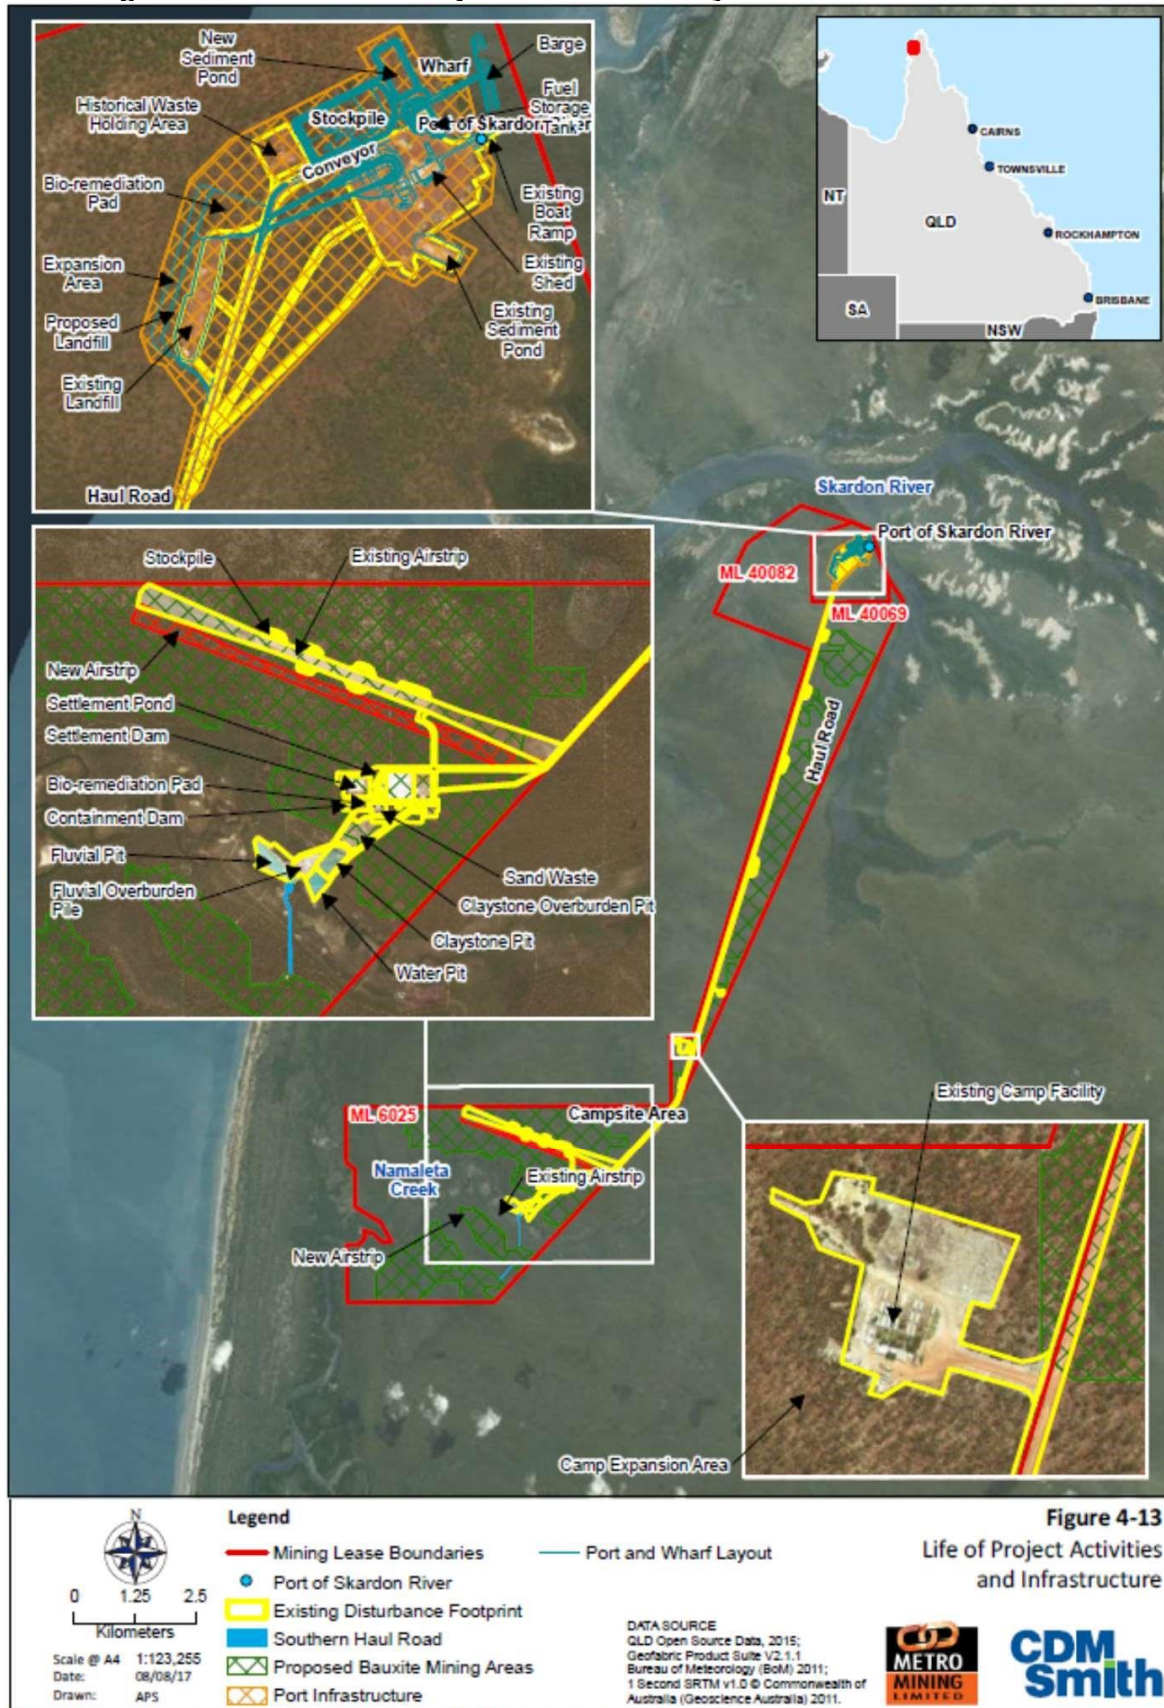 New
Sediment
Pond
Wharf
Barge
Fuel
Storage
Tank
Historical Waste
Holding Area
Stockpile
Port of Skardon River
Conveyor
Bio-remediation
Pad
Existing
Boat
Ramp
Expansion
Area
Existing
Shed
Proposed
Landfill
Existing
Sediment
Pond
Existing
Landfill
Haul Road
CAIRNS
TOWNSVILLE
NT
QLD
ROCKHAMPTON
BRISBANE
SA
NSW
Stockpile
Existing Airstrip
New Airstrip
Settlement Pond
Settlement Dam
Bio-remediation Pad
Containment Dam
Fluvial Pit
Fluvial Overburden
Pile
Sand Waste
Claystone Overburden Pit
Claystone Pit
Water Pit
Skardon River
Port of Skardon River
ML 40082
ML 40069
Haul Road
ML 6025
Campsite Area
Namaleta
Creek
Existing Airstrip
New Airstrip
Existing Camp Facility
Camp Expansion Area
N
0 1.25 2.5
Kilometers
Scale @ A4 1:123,255
Date: 08/08/17
Drawn: APS
Legend
Mining Lease Boundaries
Port of Skardon River
Existing Disturbance Footprint
Southern Haul Road
Proposed Bauxite Mining Areas
Port Infrastructure
Port and Wharf Layout
DATA SOURCE
QLD Open Source Data, 2015;
Geofabric Product Suite V2.1.1
Bureau of Meteorology (BoM) 2011;
1 Second SRTM v1.0 © Commonwealth of
Australia (Geoscience Australia) 2011.
Figure 4-13
Life of Project Activities
and Infrastructure
METRO
MINING
LIMITED
CDM
Smith